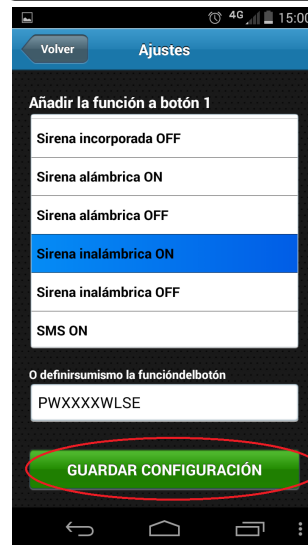 4G 15:00
Volver Ajustes
Añadir la función a botón 1
Sirena incorporada OFF
Sirena alámbrica ON
Sirena alámbrica OFF
Sirena inalámbrica ON
Sirena inalámbrica OFF
SMS ON
O definirsumismo la funcióndelbotón
PWXXXXWLSE
GUARDAR CONFIGURACIÓN